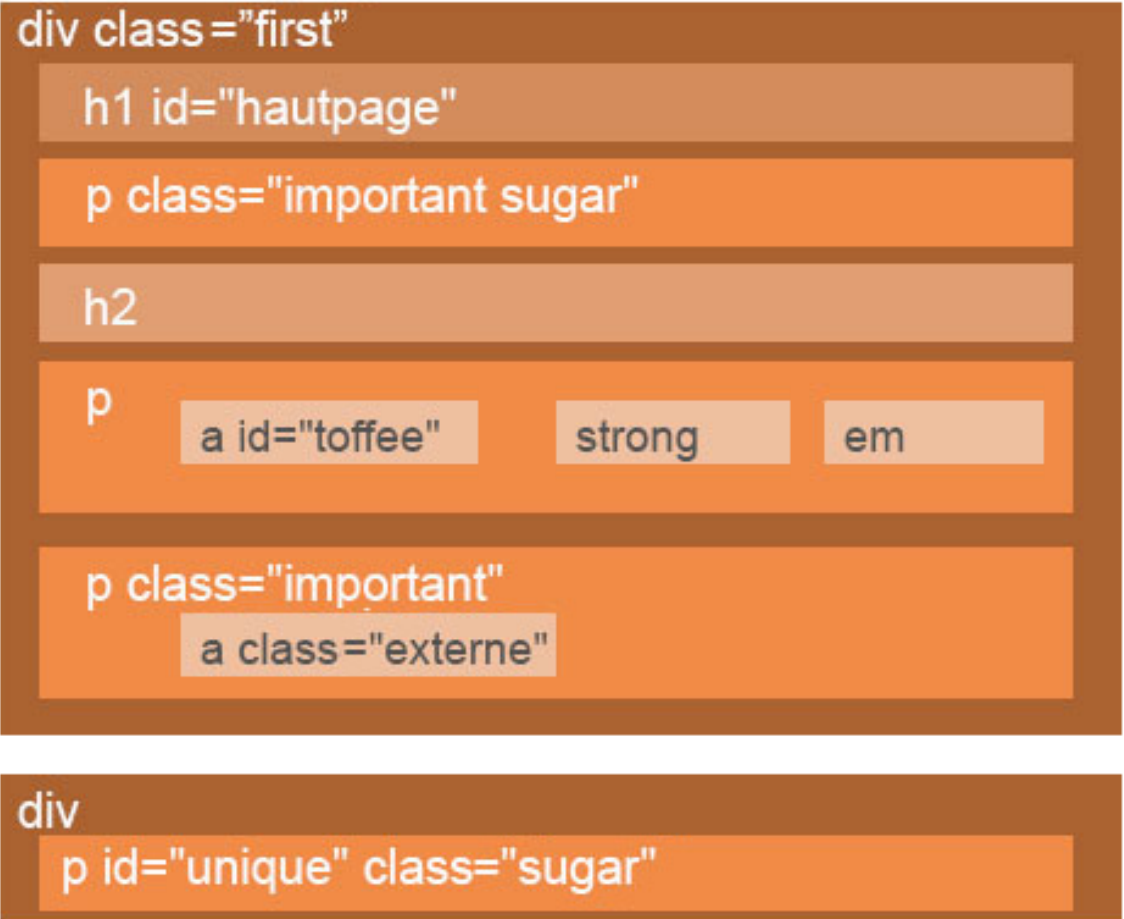 div class=”first”
h1 id="hautpage"
p class="important sugar"
h2
p
a id="toffee" strong em
p class="important"
a class="externe"
div
p id="unique" class="sugar"